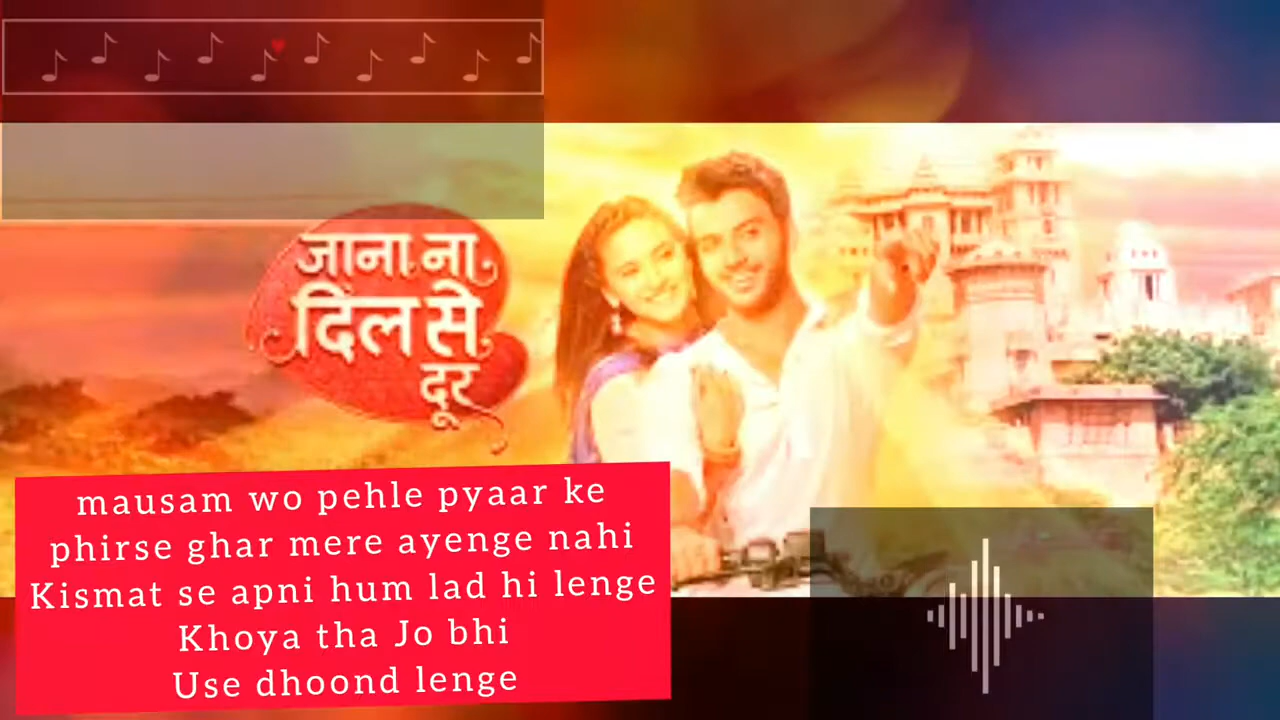 जाना ना
दिल से
दूर
mausam wo pehle pyaar ke
phirse ghar mere ayenge nahi
Kismat se apni hum lad hi lenge
Khoya tha Jo bhi
Use dhoond lenge